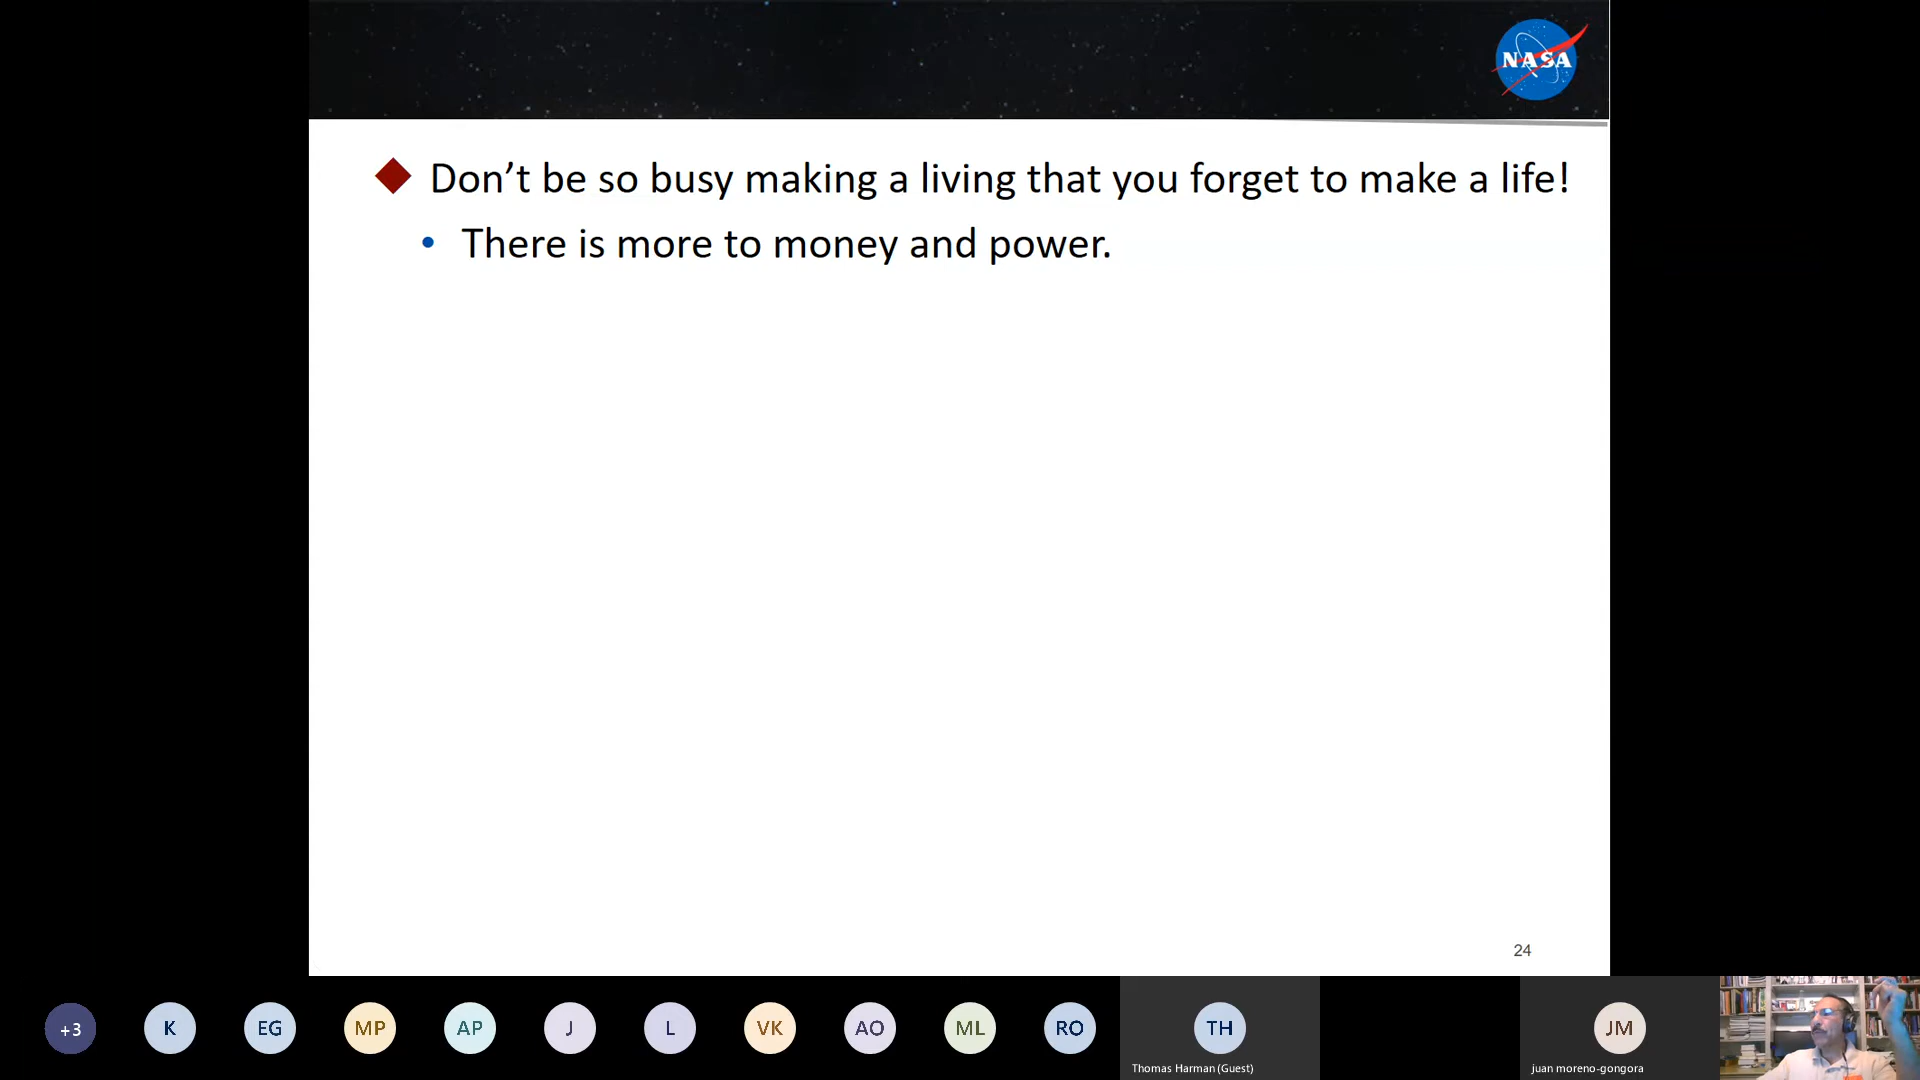 NASA
Don’t be so busy making a living that you forget to make a life!
There is more to money and power.
24
+3
K
EG
MP
AP
J
L
VK
AO
ML
RO
TH
JM
Thomas Harman (Guest)
juan moreno-gongora